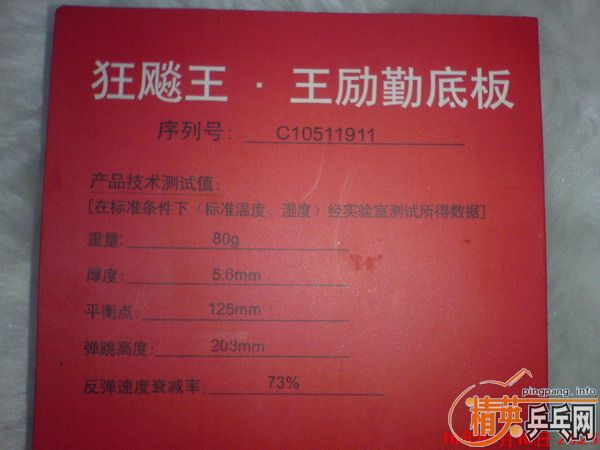 狂飚王·王励勤底板
序列号: C10511911
产品技术测试值:
[在标准条件下（标准温度、湿度）经实验室测试所得数据]
重量: 80g
厚度: 5.6mm
平衡点: 125mm
弹跳高度: 203mm
反弹速度衰减率: 73%
pingpang.info
精英乒乓网